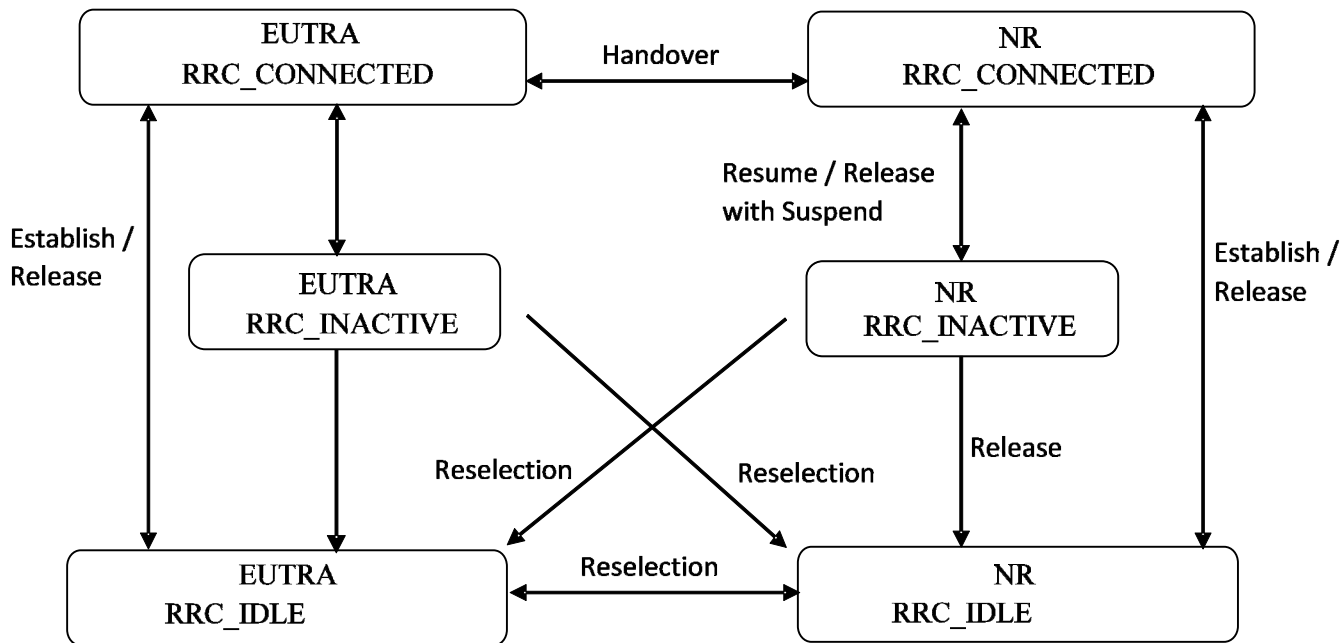 EUTRA
RRC_CONNECTED
Handover
NR
RRC_CONNECTED
Resume / Release
with Suspend
Establish /
Release
Establish /
Release
EUTRA
RRC_INACTIVE
NR
RRC_INACTIVE
Reselection
Reselection
Release
EUTRA
RRC_IDLE
Reselection
NR
RRC_IDLE